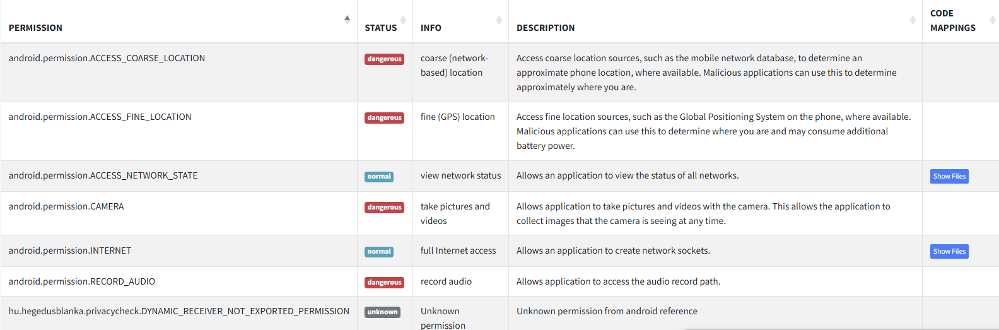 PERMISSION STATUS INFO DESCRIPTION CODE
MAPPINGS
android.permission.ACCESS_COARSE_LOCATION dangerous coarse (network- Access coarse location sources, such as the mobile network database, to determine an
based) location approximate phone location, where available. Malicious applications can use this to determine
approximately where you are.
android.permission.ACCESS_FINE_LOCATION dangerous fine (GPS) location Access fine location sources, such as the Global Positioning System on the phone, where available.
Malicious applications can use this to determine where you are and may consume additional
battery power.
android.permission.ACCESS_NETWORK_STATE normal view network status Allows an application to view the status of all networks. Show Files
android.permission.CAMERA dangerous take pictures and Allows application to take pictures and videos with the camera. This allows the application to
videos collect images that the camera is seeing at any time.
android.permission.INTERNET normal full Internet access Allows an application to create network sockets. Show Files
android.permission.RECORD_AUDIO dangerous record audio Allows application to access the audio record path.
hu.hegedusblanka.privacycheck.DYNAMIC_RECEIVER_NOT_EXPORTED_PERMISSION unknown Unknown Unknown permission from android reference
permission